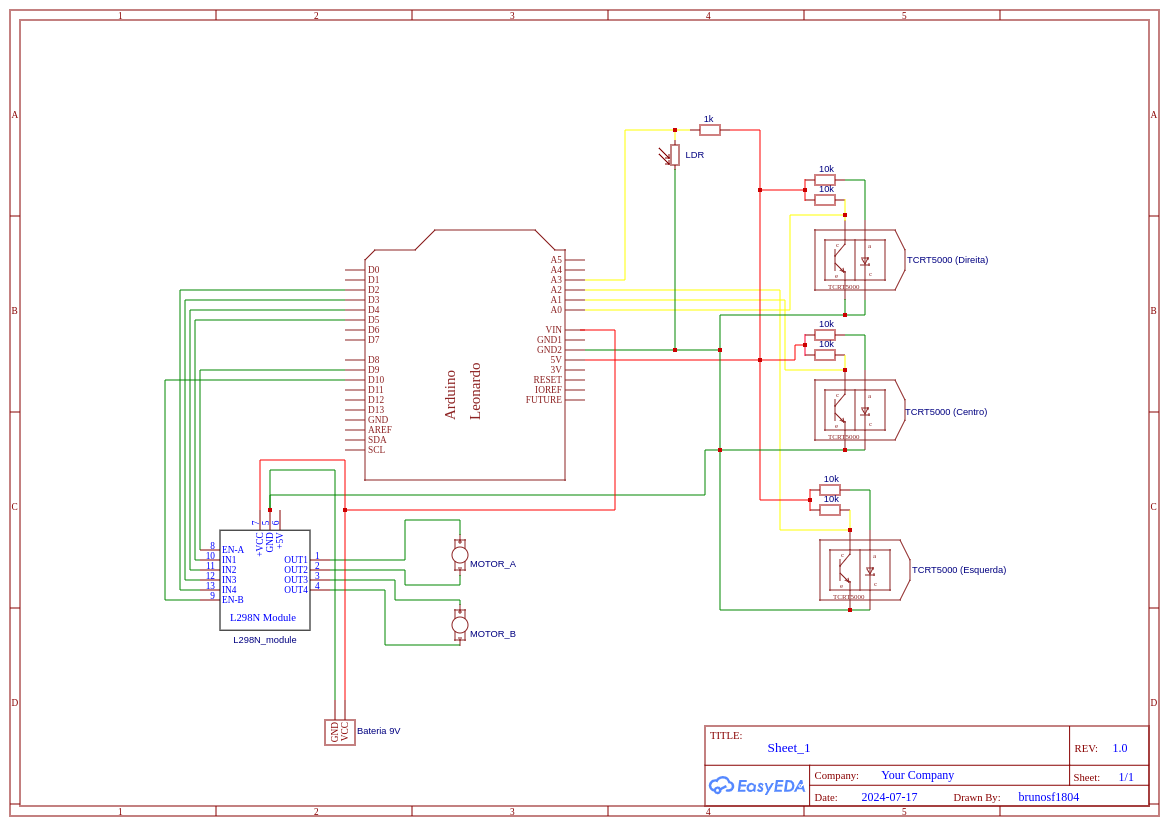 1 2 3 4 5
A A
B B
C C
D D
1k
LDR
10k
10k
c a
e c
TCRT5000
TCRT5000 (Direita)
10k
10k
c a
e c
TCRT5000
TCRT5000 (Centro)
10k
10k
c a
e c
TCRT5000
TCRT5000 (Esquerda)
D0
D1
D2
D3
D4
D5
D6
D7
D8
D9
D10
D11
D12
D13
GND
AREF
SDA
SCL
Arduino
Leonardo
A5
A4
A3
A2
A1
A0
VIN
GND1
GND2
5V
3V
RESET
IOREF
FUTURE
7 5 6
+VCC
GND
+5V
8 EN-A
10 IN1
11 IN2
12 IN3
13 IN4
9 EN-B
OUT1 1
OUT2 2
OUT3 3
OUT4 4
L298N Module
L298N_module
MOTOR_A
MOTOR_B
GND
VCC
Bateria 9V
TITLE:
Sheet_1
REV: 1.0
EasyEDA
Company: Your Company
Sheet: 1/1
Date: 2024-07-17 Drawn By: brunosf1804
1 2 3 4 5